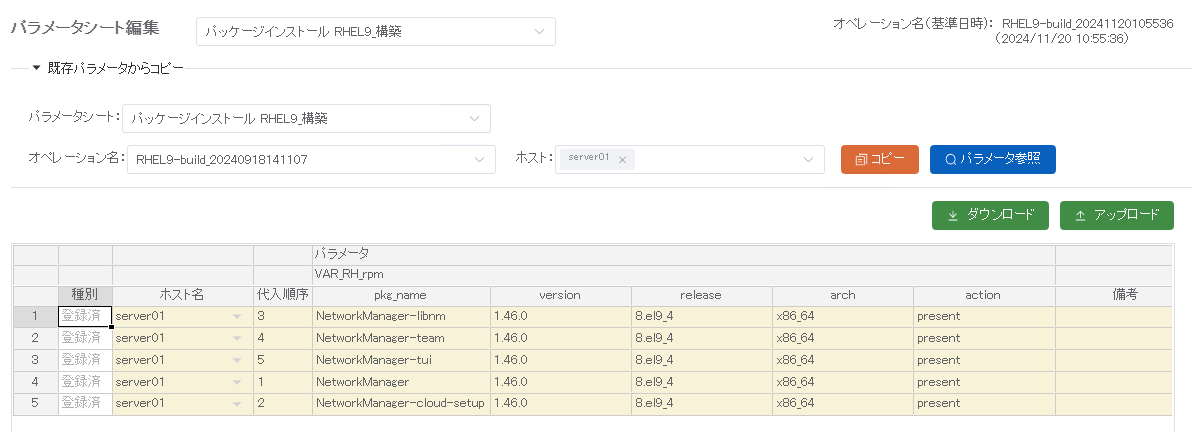 パラメータシート編集
パッケージインストール RHEL9_構築
オペレーション名(基準日時): RHEL9-build_20241120105536
(2024/11/20 10:55:36)
▼ 既存パラメータからコピー
パラメータシート: パッケージインストール RHEL9_構築
オペレーション名: RHEL9-build_20240918141107 ホスト: server01 × コピー パラメータ参照
ダウンロード アップロード
パラメータ
VAR_RH_rpm
種別 ホスト名 代入順序 pkg_name version release arch action 備考
1 登録済 server01 3 NetworkManager-libnm 1.46.0 8.el9_4 x86_64 present
2 登録済 server01 4 NetworkManager-team 1.46.0 8.el9_4 x86_64 present
3 登録済 server01 5 NetworkManager-tui 1.46.0 8.el9_4 x86_64 present
4 登録済 server01 1 NetworkManager 1.46.0 8.el9_4 x86_64 present
5 登録済 server01 2 NetworkManager-cloud-setup 1.46.0 8.el9_4 x86_64 present